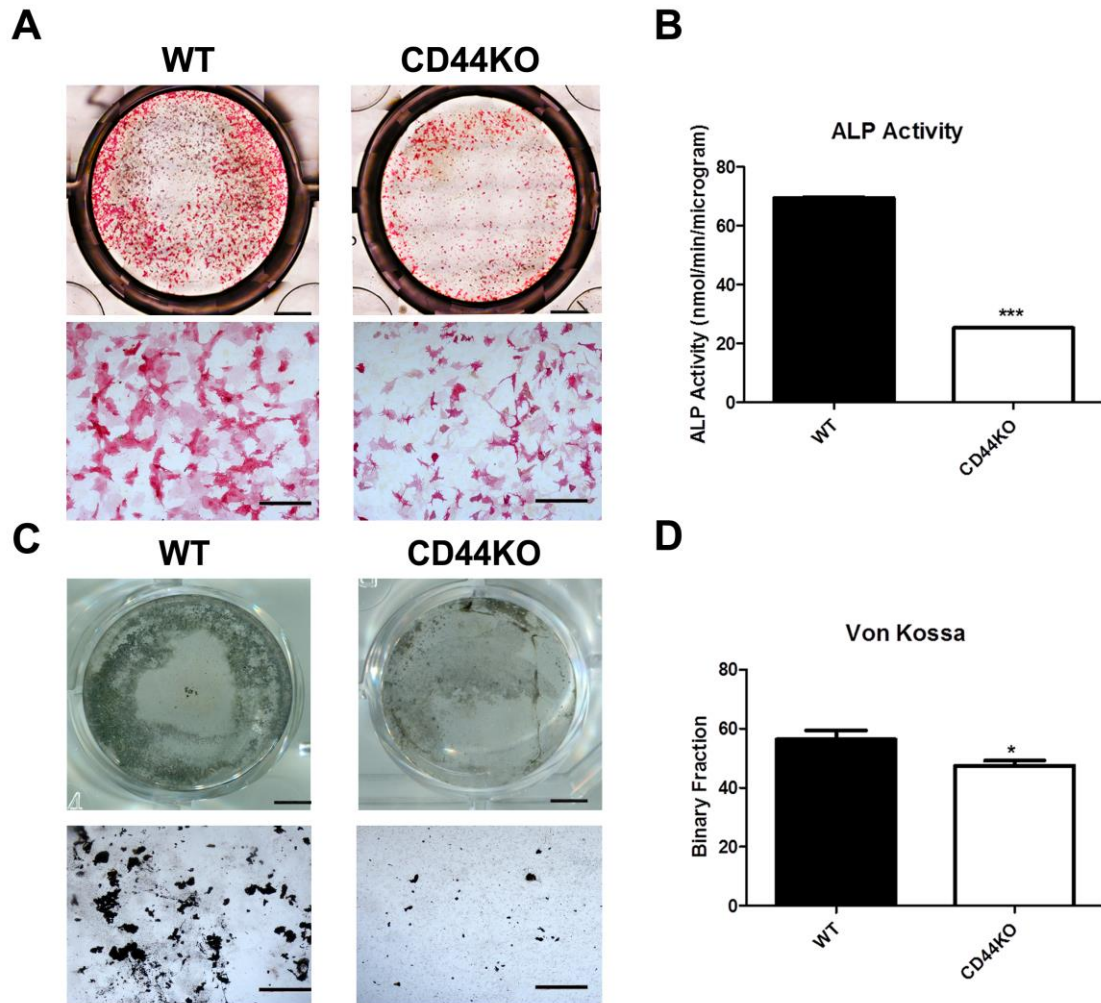 A
WT
CD44KO
B
ALP Activity
ALP Activity (nmol/min/microgram)
80
60
40
20
0
***
WT
CD44KO
C
WT
CD44KO
D
Von Kossa
Binary Fraction
80
60
40
20
0
*
WT
CD44KO